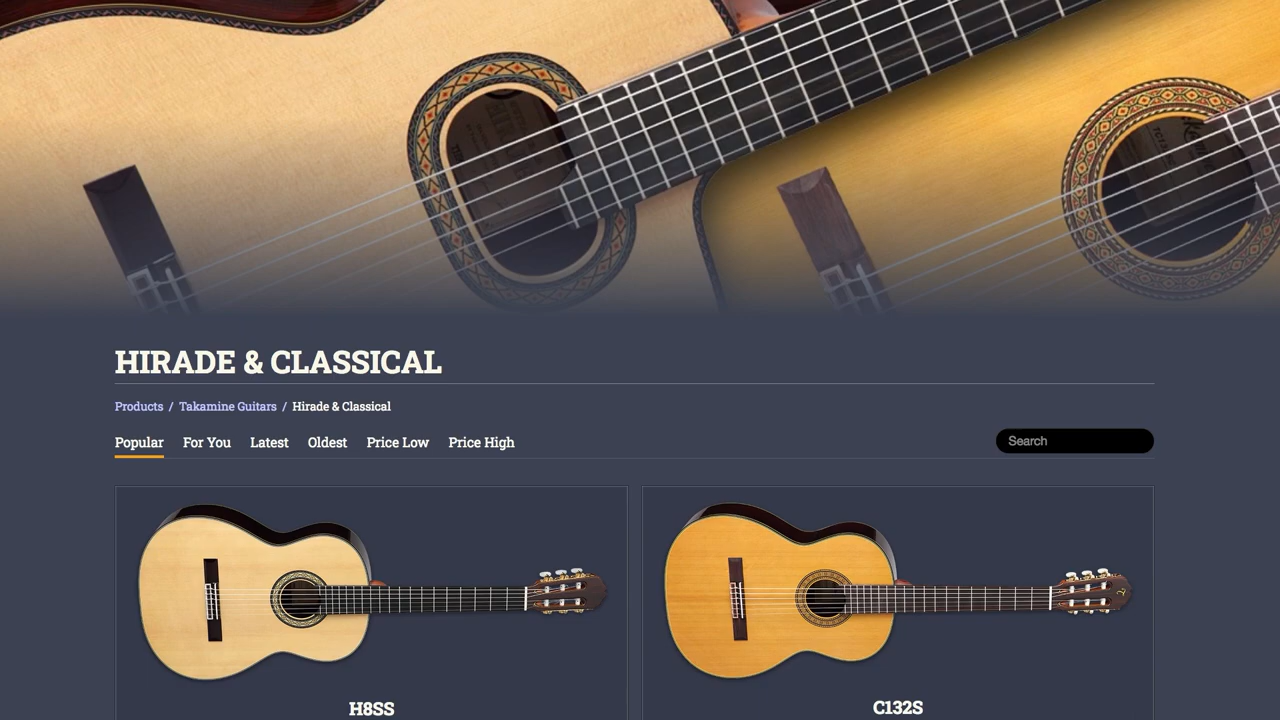 HIRADE & CLASSICAL
Products / Takamine Guitars / Hirade & Classical
Popular For You Latest Oldest Price Low Price High Search
H8SS C132S